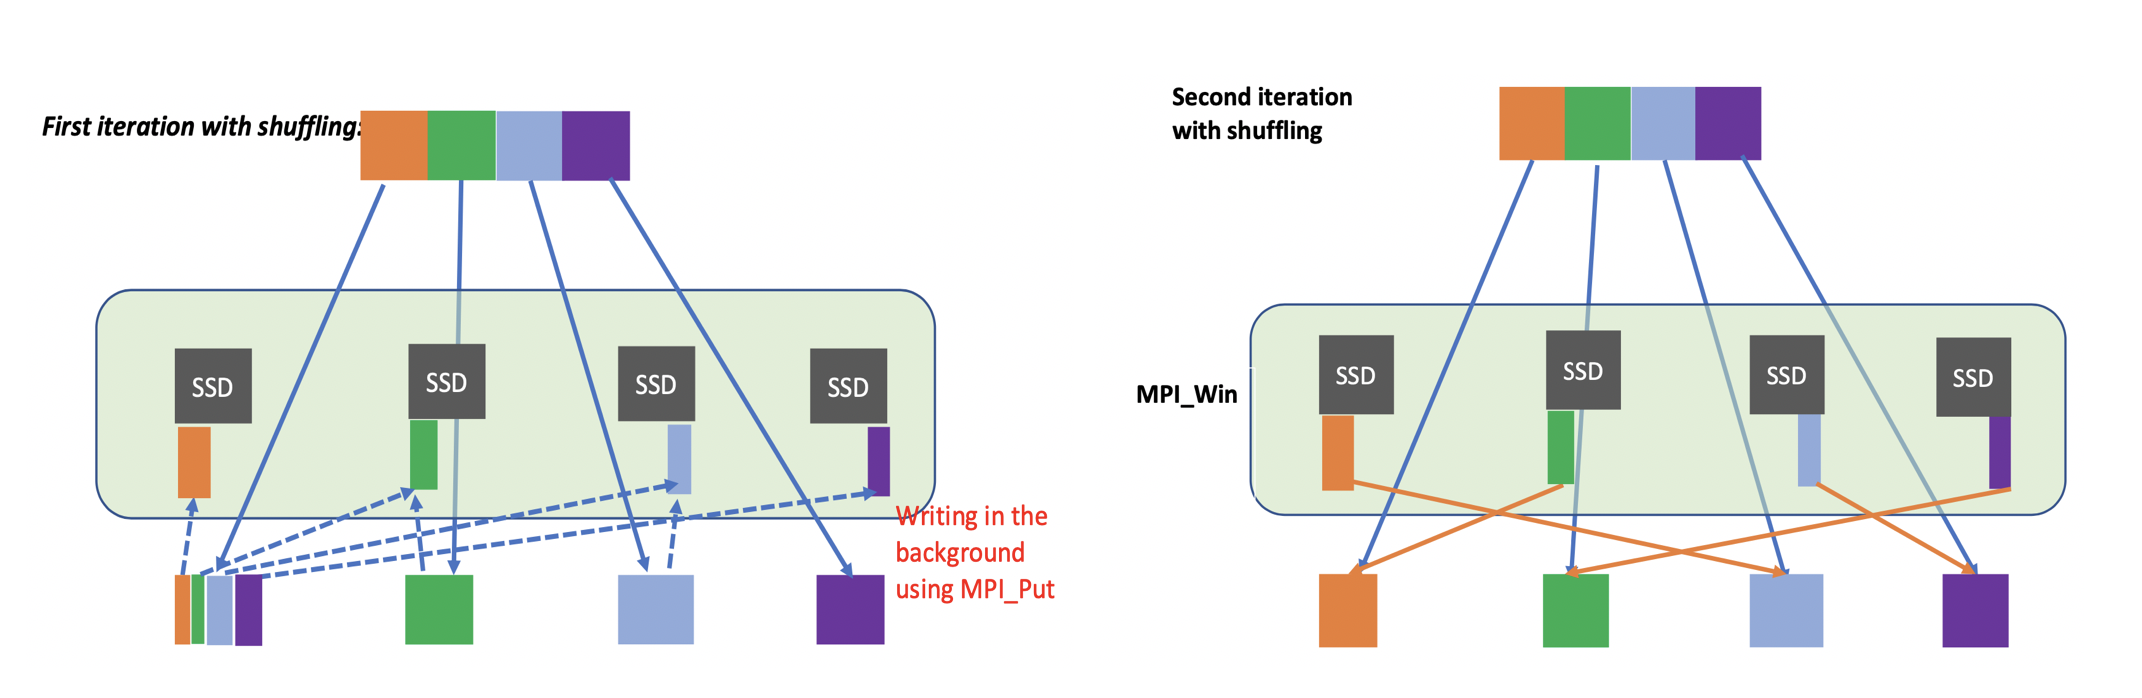 First iteration with shuffling:
SSD
SSD
SSD
SSD
Writing in the
background
using MPI_Put
Second iteration
with shuffling
MPI_Win
SSD
SSD
SSD
SSD